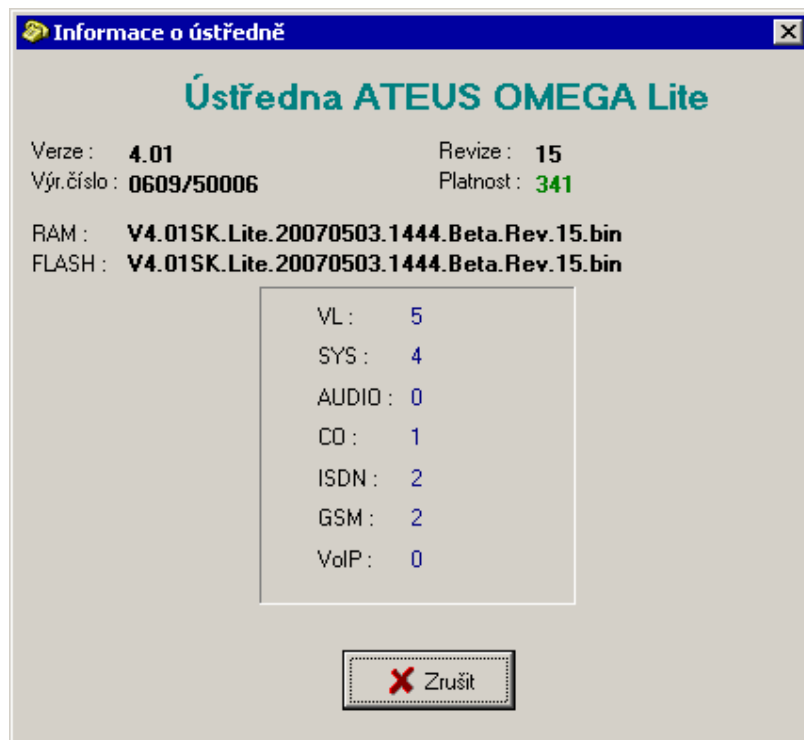 Informace o ústředně
Ústředna ATEUS OMEGA Lite
Verze : 4.01 Revize : 15
Výr.číslo : 0609/50006 Platnost : 341
RAM : V4.01SK.Lite.20070503.1444.Beta.Rev.15.bin
FLASH : V4.01SK.Lite.20070503.1444.Beta.Rev.15.bin
VL : 5
SYS : 4
AUDIO : 0
CO : 1
ISDN : 2
GSM : 2
VoIP : 0
Zrušit